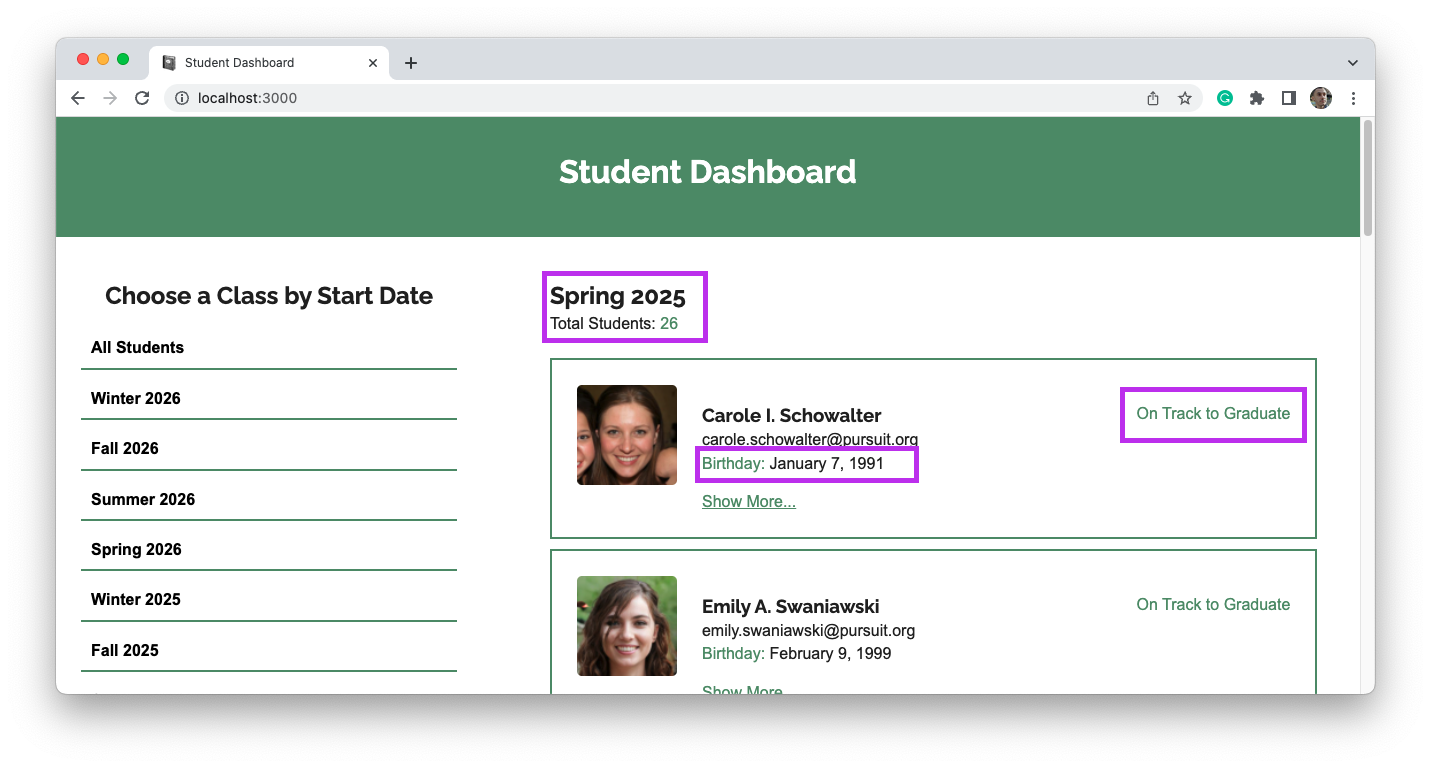 Student Dashboard
localhost:3000
Student Dashboard
Choose a Class by Start Date
All Students
Winter 2026
Fall 2026
Summer 2026
Spring 2026
Winter 2025
Fall 2025
Spring 2025
Total Students: 26
Carole I. Schowalter
carole.schowalter@pursuit.org
Birthday: January 7, 1991
Show More...
On Track to Graduate
Emily A. Swaniawski
emily.swaniawski@pursuit.org
Birthday: February 9, 1999
Show More...
On Track to Graduate